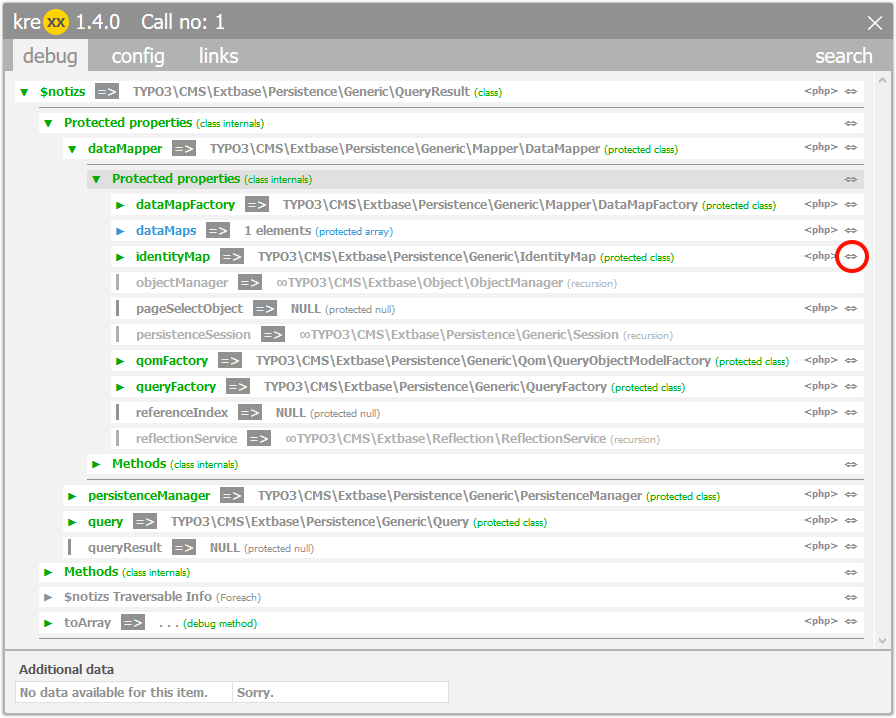 kre xx 1.4.0 Call no: 1
debug config links search
$notizs => TYPO3\CMS\Extbase\Persistence\Generic\QueryResult (class) <php>
Protected properties (class internals)
dataMapper => TYPO3\CMS\Extbase\Persistence\Generic\Mapper\DataMapper (protected class) <php>
Protected properties (class internals)
dataMapFactory => TYPO3\CMS\Extbase\Persistence\Generic\Mapper\DataMapFactory (protected class) <php>
dataMaps => 1 elements (protected array) <php>
identityMap => TYPO3\CMS\Extbase\Persistence\Generic\IdentityMap (protected class) <php>
objectManager => ∞TYPO3\CMS\Extbase\Object\ObjectManager (recursion)
pageSelectObject => NULL (protected null) <php>
persistenceSession => ∞TYPO3\CMS\Extbase\Persistence\Generic\Session (recursion)
qomFactory => TYPO3\CMS\Extbase\Persistence\Generic\Qom\QueryObjectModelFactory (protected class) <php>
queryFactory => TYPO3\CMS\Extbase\Persistence\Generic\QueryFactory (protected class) <php>
referenceIndex => NULL (protected null) <php>
reflectionService => ∞TYPO3\CMS\Extbase\Reflection\ReflectionService (recursion)
Methods (class internals)
persistenceManager => TYPO3\CMS\Extbase\Persistence\Generic\PersistenceManager (protected class) <php>
query => TYPO3\CMS\Extbase\Persistence\Generic\Query (protected class) <php>
queryResult => NULL (protected null) <php>
Methods (class internals)
$notizs Traversable Info (Foreach)
toArray => . . . (debug method) <php>
Additional data
No data available for this item. Sorry.